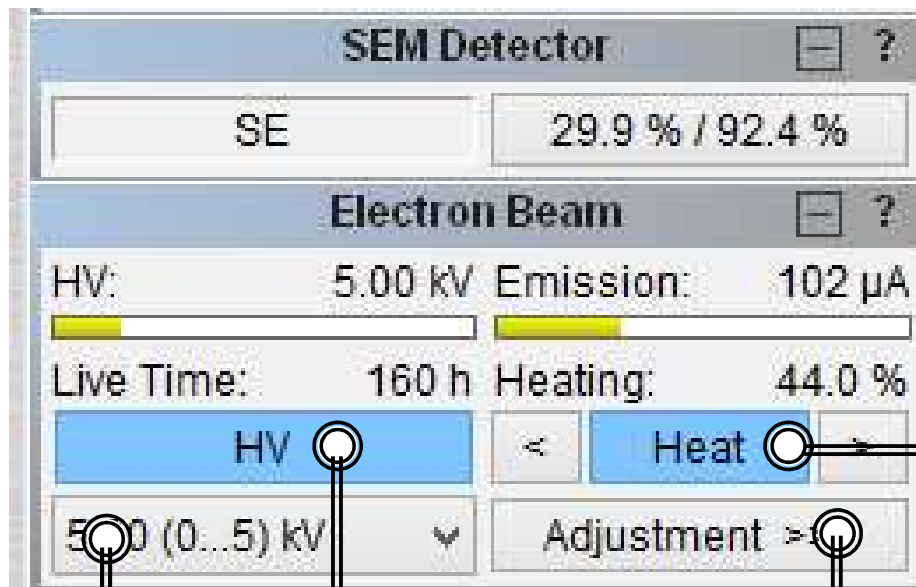 SEM Detector − ?
SE 29.9 % / 92.4 %
Electron Beam − ?
HV: 5.00 kV Emission: 102 µA
Live Time: 160 h Heating: 44.0 %
HV < Heat >
(0...5) kV Adjustment >